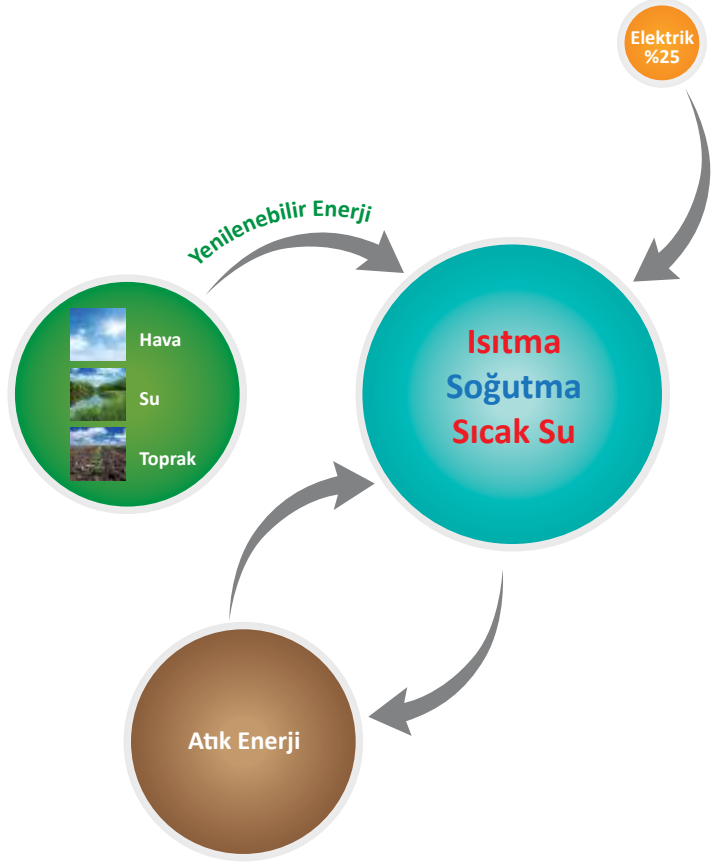 Elektrik
%25
Yenilenebilir Enerji
Hava
Su
Toprak
Isıtma
Soğutma
Sıcak Su
Atık Enerji